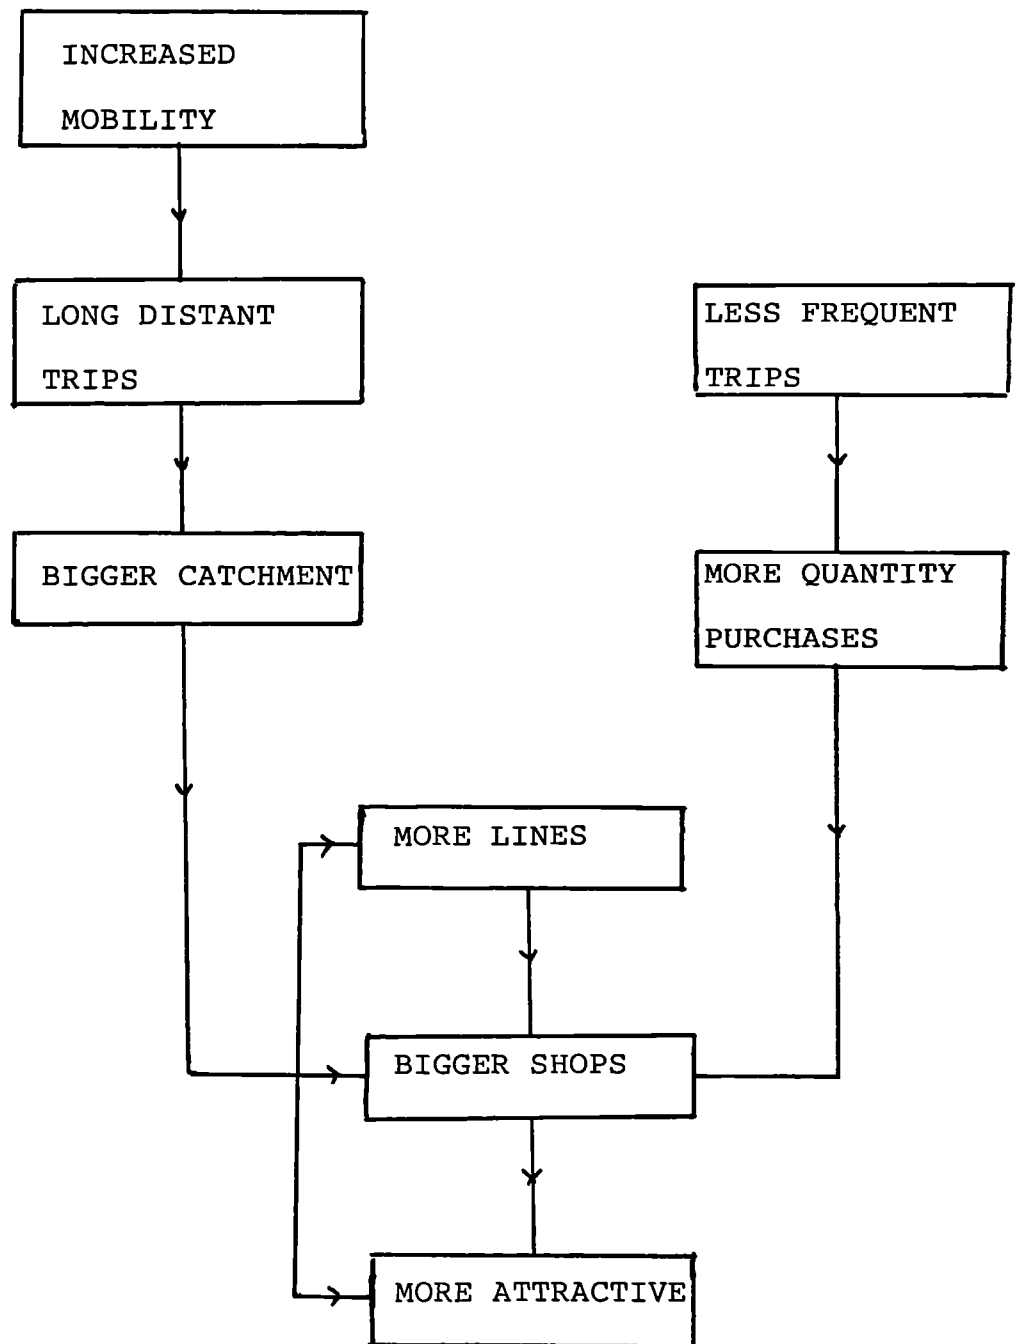 INCREASED
MOBILITY
LONG DISTANT
TRIPS
LESS FREQUENT
TRIPS
BIGGER CATCHMENT
MORE QUANTITY
PURCHASES
MORE LINES
BIGGER SHOPS
MORE ATTRACTIVE